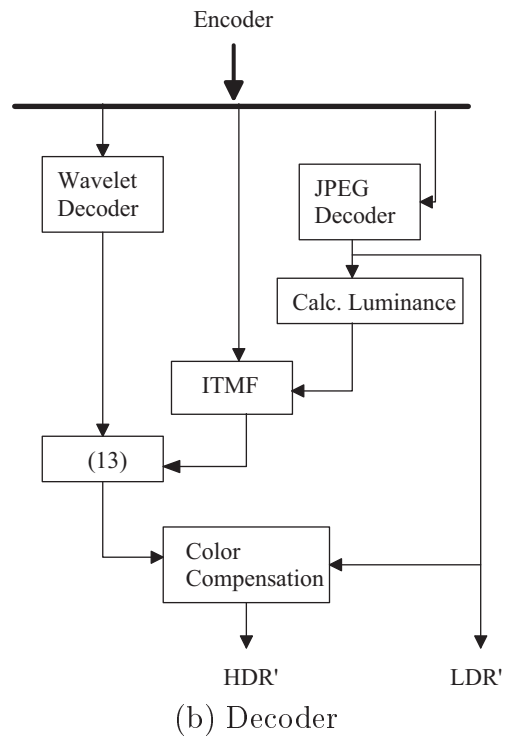 Encoder
Wavelet
Decoder
JPEG
Decoder
Calc. Luminance
ITMF
(13)
Color
Compensation
HDR'
LDR'
(b) Decoder